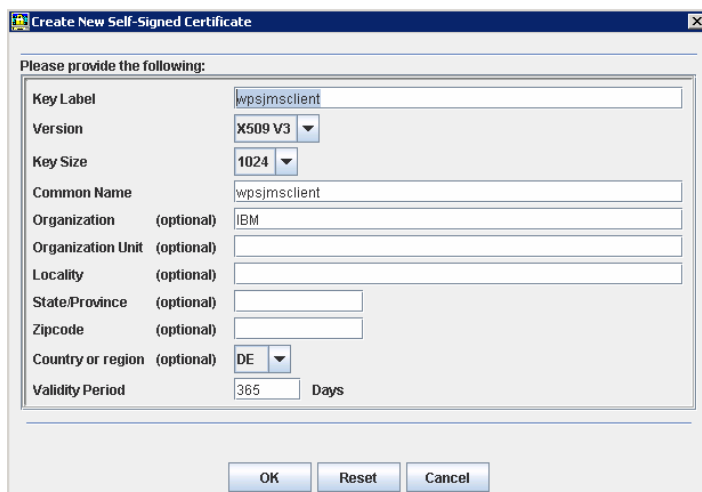 Create New Self-Signed Certificate
Please provide the following:
Key Label wpsjmsclient
Version X509 V3
Key Size 1024
Common Name wpsjmsclient
Organization (optional) IBM
Organization Unit (optional)
Locality (optional)
State/Province (optional)
Zipcode (optional)
Country or region (optional) DE
Validity Period 365 Days
OK Reset Cancel